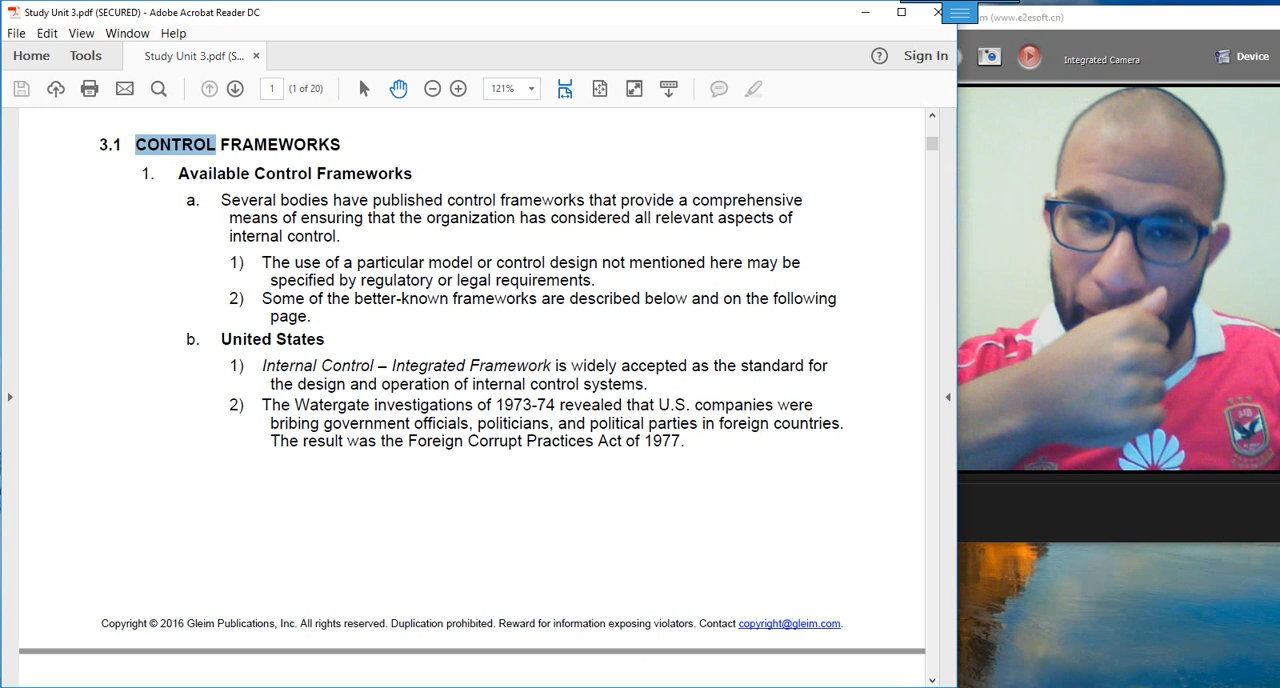 Study Unit 3.pdf (SECURED) - Adobe Acrobat Reader DC
m (www.e2esoft.cn)
File Edit View Window Help
Home Tools Study Unit 3.pdf (S... × Sign In
Integrated Camera Device
1 (1 of 20) 121%
3.1 CONTROL FRAMEWORKS
1. Available Control Frameworks
a. Several bodies have published control frameworks that provide a comprehensive
means of ensuring that the organization has considered all relevant aspects of
internal control.
1) The use of a particular model or control design not mentioned here may be
specified by regulatory or legal requirements.
2) Some of the better-known frameworks are described below and on the following
page.
b. United States
1) Internal Control – Integrated Framework is widely accepted as the standard for
the design and operation of internal control systems.
2) The Watergate investigations of 1973-74 revealed that U.S. companies were
bribing government officials, politicians, and political parties in foreign countries.
The result was the Foreign Corrupt Practices Act of 1977.
Copyright © 2016 Gleim Publications, Inc. All rights reserved. Duplication prohibited. Reward for information exposing violators. Contact copyright@gleim.com.